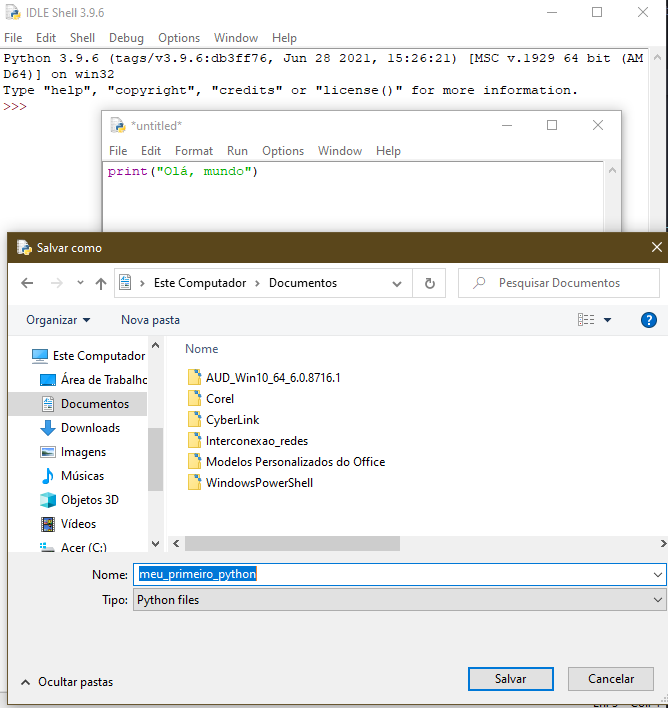 IDLE Shell 3.9.6
File Edit Shell Debug Options Window Help
Python 3.9.6 (tags/v3.9.6:db3ff76, Jun 28 2021, 15:26:21) [MSC v.1929 64 bit (AM
D64)] on win32
Type "help", "copyright", "credits" or "license()" for more information.
>>>
*untitled*
File Edit Format Run Options Window Help
print("Olá, mundo")
Salvar como
Este Computador > Documentos
Pesquisar Documentos
Organizar
Nova pasta
Este Computador
Área de Trabalho
Documentos
Downloads
Imagens
Músicas
Objetos 3D
Vídeos
Acer (C:)
Nome
AUD_Win10_64_6.0.8716.1
Corel
CyberLink
Interconexao_redes
Modelos Personalizados do Office
WindowsPowerShell
Nome: meu_primeiro_python
Tipo: Python files
Ocultar pastas
Salvar
Cancelar